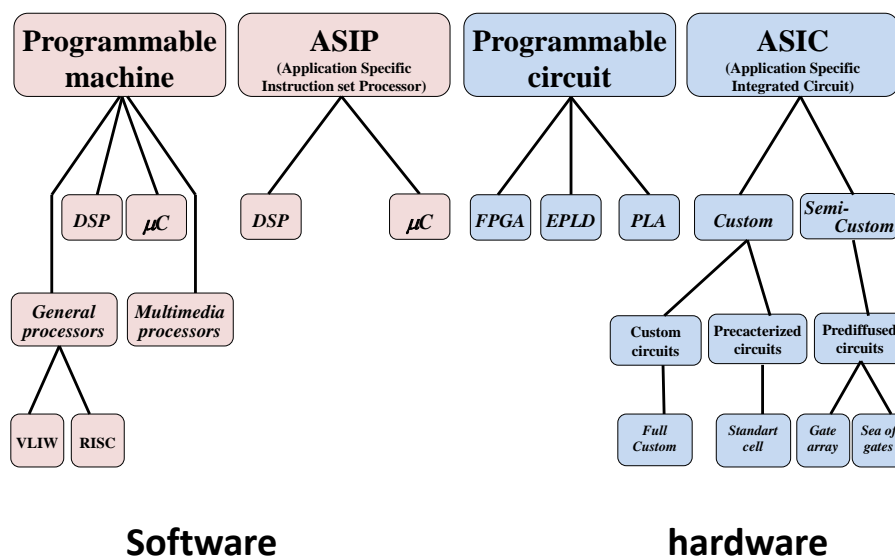 Programmable
machine
ASIP
(Application Specific
Instruction set Processor)
Programmable
circuit
ASIC
(Application Specific
Integrated Circuit)
DSP
μC
DSP
μC
FPGA
EPLD
PLA
Custom
Semi-
Custom
General
processors
Multimedia
processors
Custom
circuits
Precacterized
circuits
Prediffused
circuits
VLIW
RISC
Full
Custom
Standart
cell
Gate
array
Sea of
gates
Software
hardware